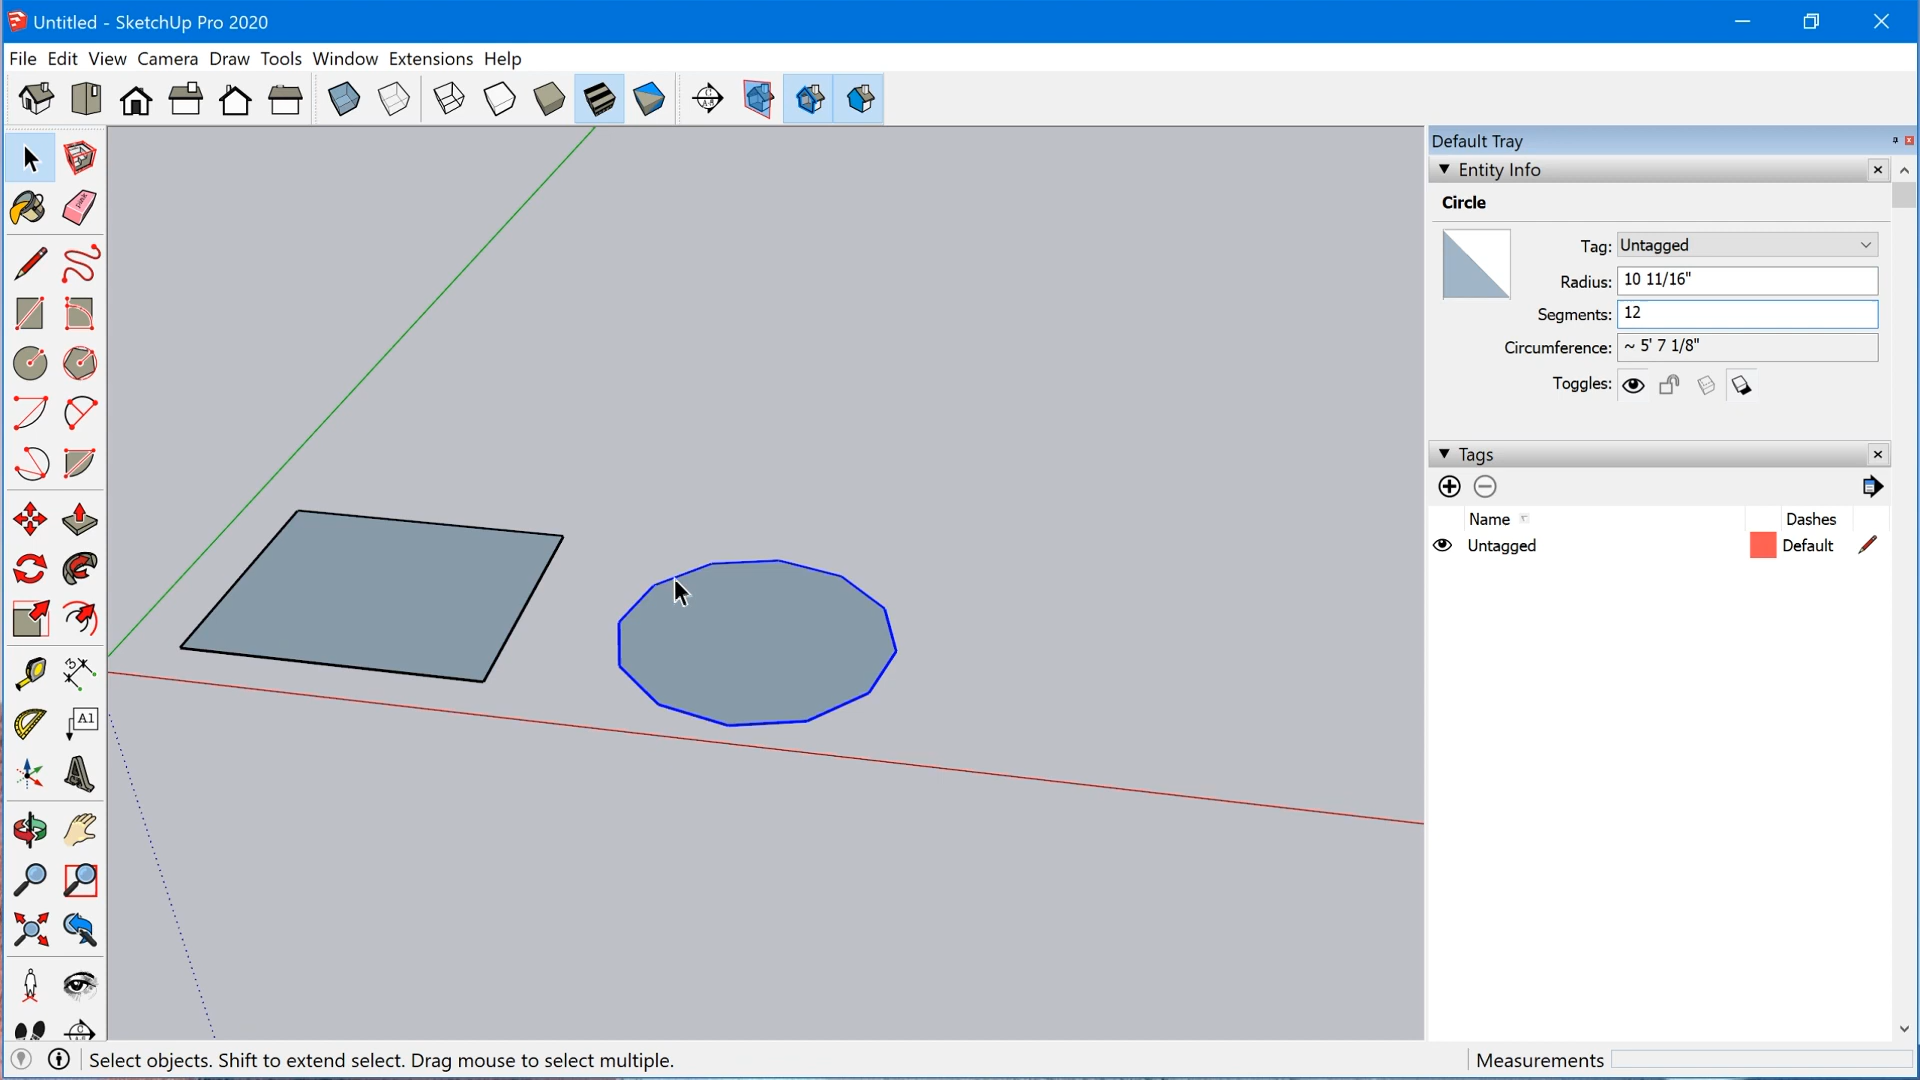 Untitled - SketchUp Pro 2020
File Edit View Camera Draw Tools Window Extensions Help
Default Tray
Entity Info
Circle
Tag: Untagged
Radius: 10 11/16"
Segments: 12
Circumference: ~ 5' 7 1/8"
Toggles:
Tags
Name Dashes
Untagged Default
A1
Select objects. Shift to extend select. Drag mouse to select multiple.
Measurements